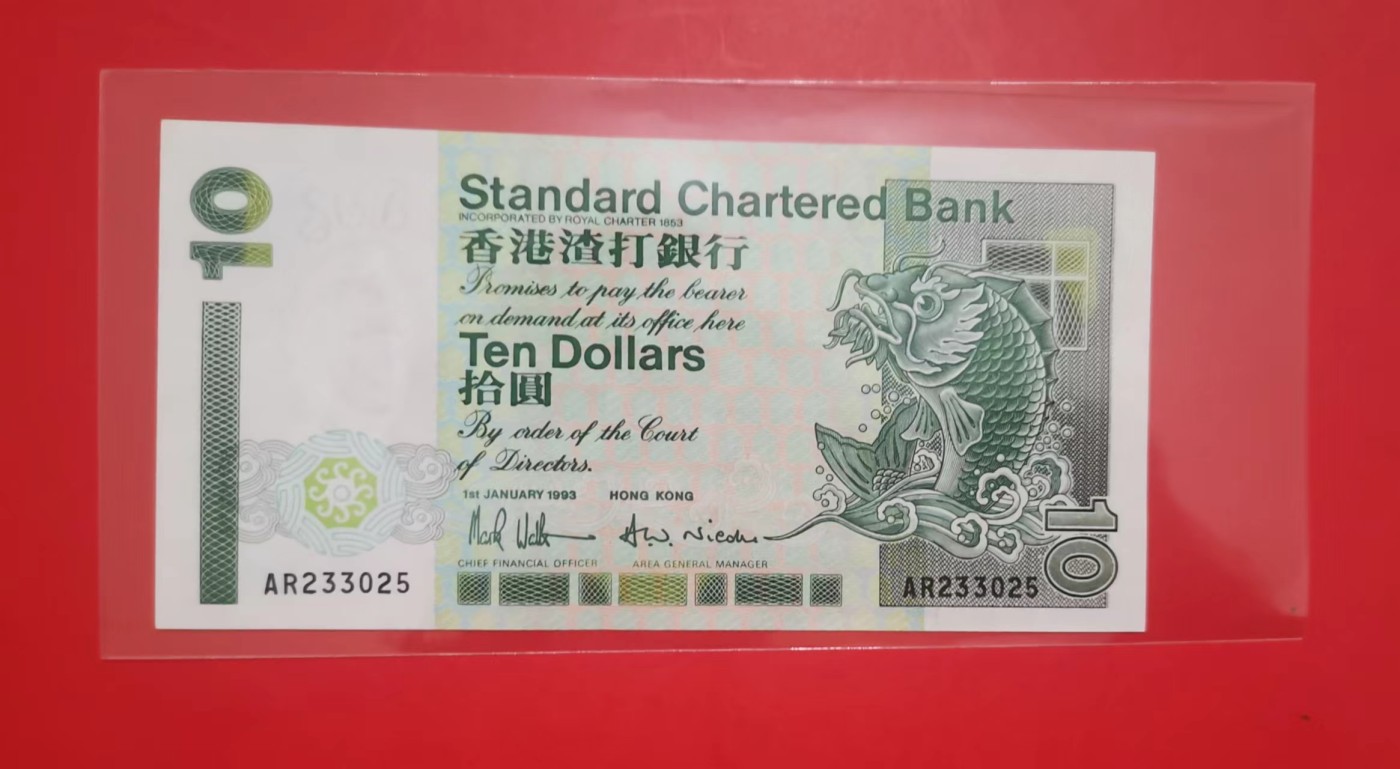 10
Standard Chartered Bank
INCORPORATED BY ROYAL CHARTER 1853
香港渣打銀行
Promises to pay the bearer
on demand at its office here
Ten Dollars
拾圓
By order of the Court
of Directors.
1st JANUARY 1993 HONG KONG
CHIEF FINANCIAL OFFICER AREA GENERAL MANAGER
AR233025 AR233025
10